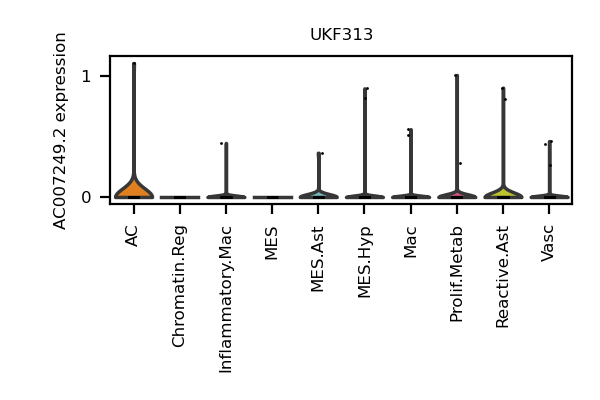 UKF313
AC007249.2 expression
1
0
AC
Chromatin.Reg
Inflammatory.Mac
MES
MES.Ast
MES.Hyp
Mac
Prolif.Metab
Reactive.Ast
Vasc